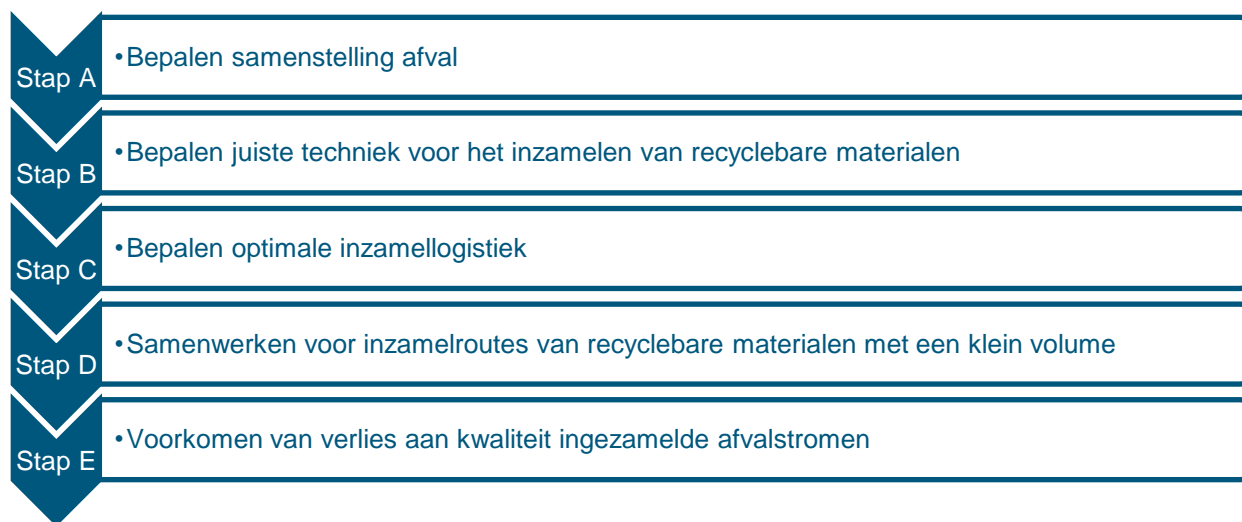 Stap A
•Bepalen samenstelling afval
Stap B
•Bepalen juiste techniek voor het inzamelen van recyclebare materialen
Stap C
•Bepalen optimale inzamellogistiek
Stap D
•Samenwerken voor inzamelroutes van recyclebare materialen met een klein volume
Stap E
•Voorkomen van verlies aan kwaliteit ingezamelde afvalstromen